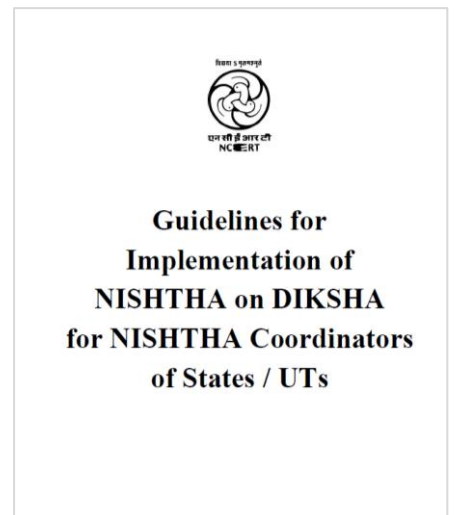 एन सी ई आर टी
NCERT
Guidelines for
Implementation of
NISHTHA on DIKSHA
for NISHTHA Coordinators
of States / UTs